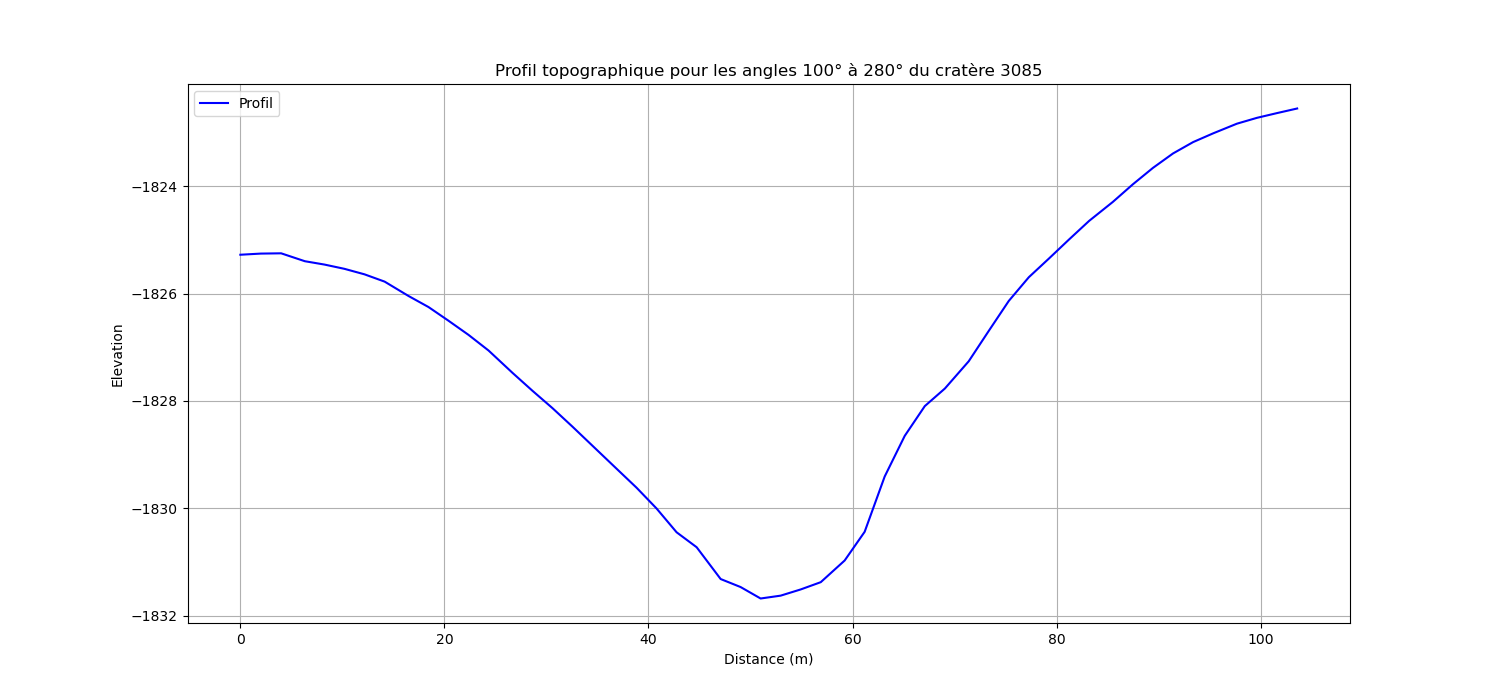 Profil topographique pour les angles 100° à 280° du cratère 3085
Profil
−1824
−1826
−1828
−1830
−1832
Elevation
0 20 40 60 80 100
Distance (m)